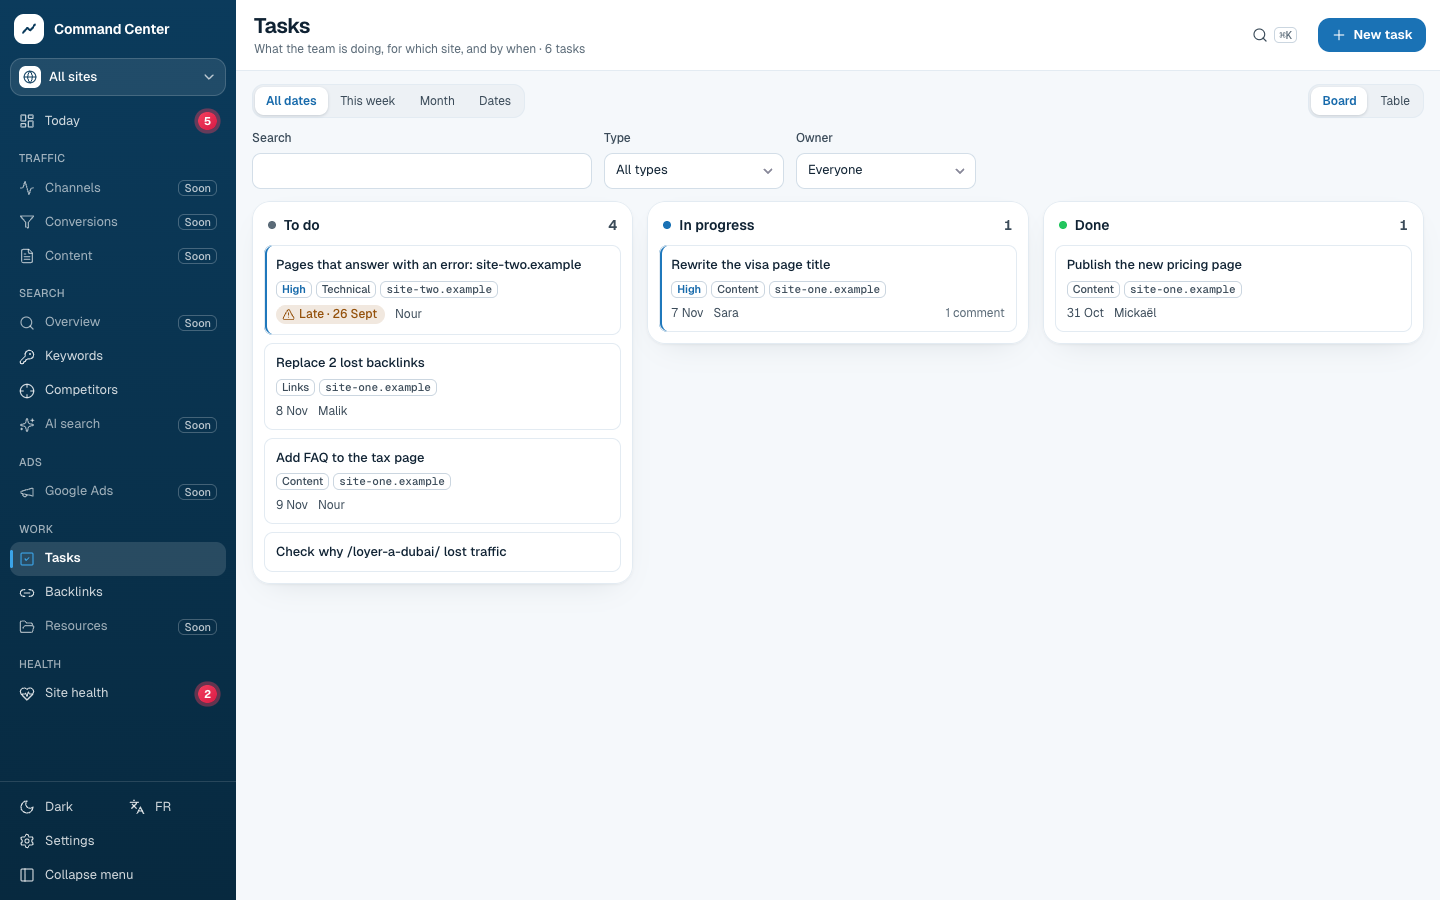 Command Center
All sites
Today 5
TRAFFIC
Channels Soon
Conversions Soon
Content Soon
SEARCH
Overview Soon
Keywords
Competitors
AI search Soon
ADS
Google Ads Soon
WORK
Tasks
Backlinks
Resources Soon
HEALTH
Site health 2
Dark FR
Settings
Collapse menu
Tasks
What the team is doing, for which site, and by when · 6 tasks
⌘K
New task
All dates This week Month Dates
Board Table
Search Type Owner
All types Everyone
To do 4
Pages that answer with an error: site-two.example
High Technical site-two.example
Late · 26 Sept Nour
Replace 2 lost backlinks
Links site-one.example
8 Nov Malik
Add FAQ to the tax page
Content site-one.example
9 Nov Nour
Check why /loyer-a-dubai/ lost traffic
In progress 1
Rewrite the visa page title
High Content site-one.example
7 Nov Sara 1 comment
Done 1
Publish the new pricing page
Content site-one.example
31 Oct Mickaël